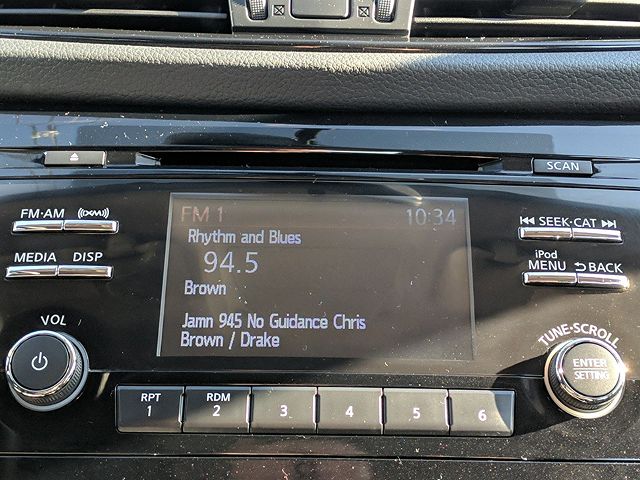 SCAN
FM·AM
((XM))
SEEK·CAT
MEDIA DISP
iPod
MENU
BACK
FM 1 10:34
Rhythm and Blues
94.5
Brown
Jamn 945 No Guidance Chris
Brown / Drake
VOL
TUNE·SCROLL
ENTER
SETTING
RPT
1
RDM
2
3
4
5
6